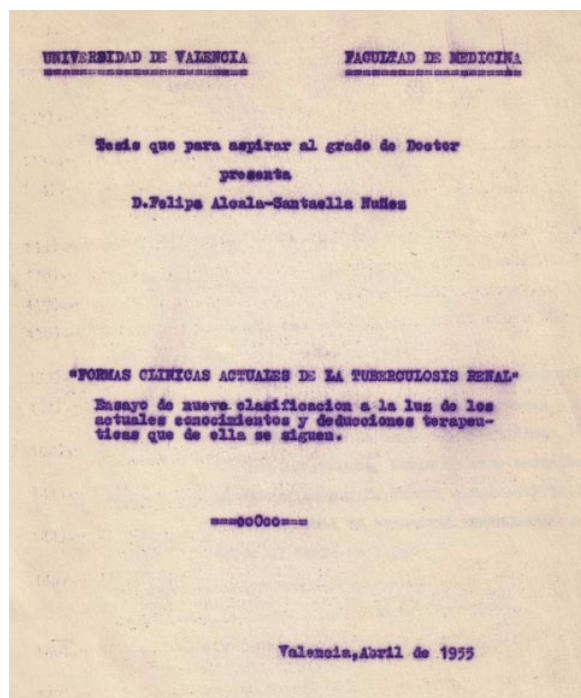 UNIVERSIDAD DE VALENCIA FACULTAD DE MEDICINA
Tesis que para aspirar al grado de Doctor
presenta
D.Felipe Alcala-Santaella Nuñez
"FORMAS CLINICAS ACTUALES DE LA TUBERCULOSIS RENAL"
Ensayo de nueva clasificacion a la luz de los
actuales conocimientos y deducciones terapeu-
ticas que de ella se siguen.
===ooOoo===
Valencia,Abril de 1955